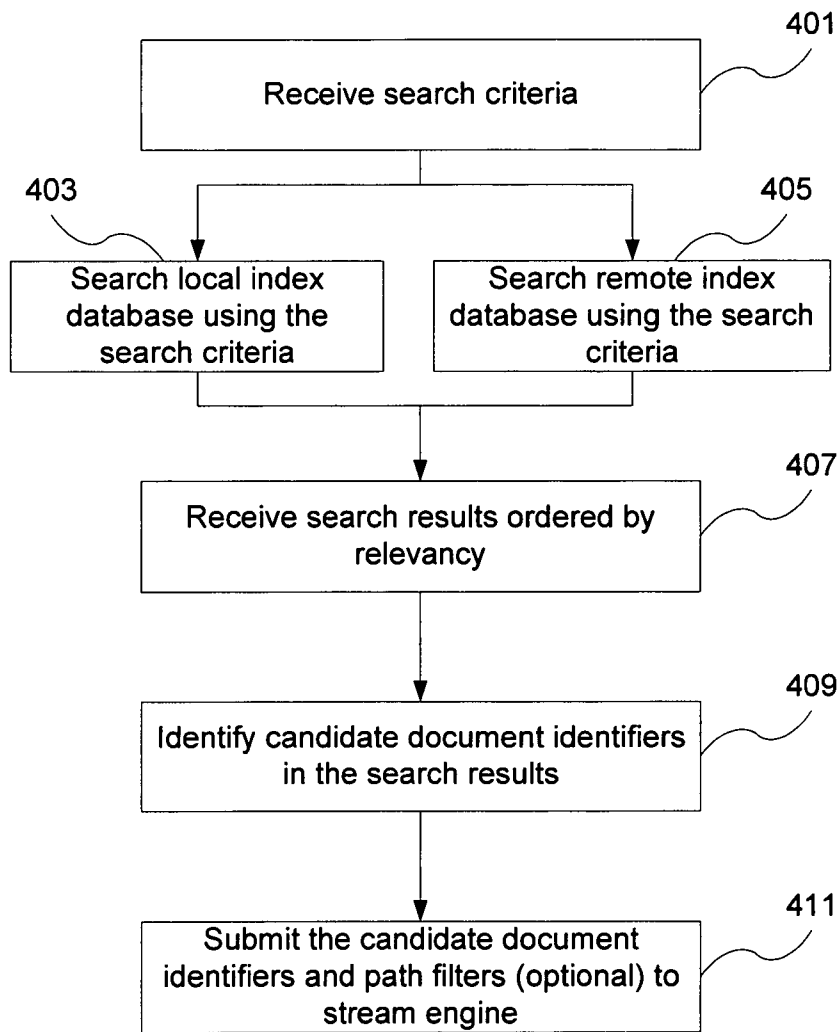 401
Receive search criteria
403
405
Search local index
database using the
search criteria
Search remote index
database using the search
criteria
407
Receive search results ordered by
relevancy
409
Identify candidate document identifiers
in the search results
411
Submit the candidate document
identifiers and path filters (optional) to
stream engine